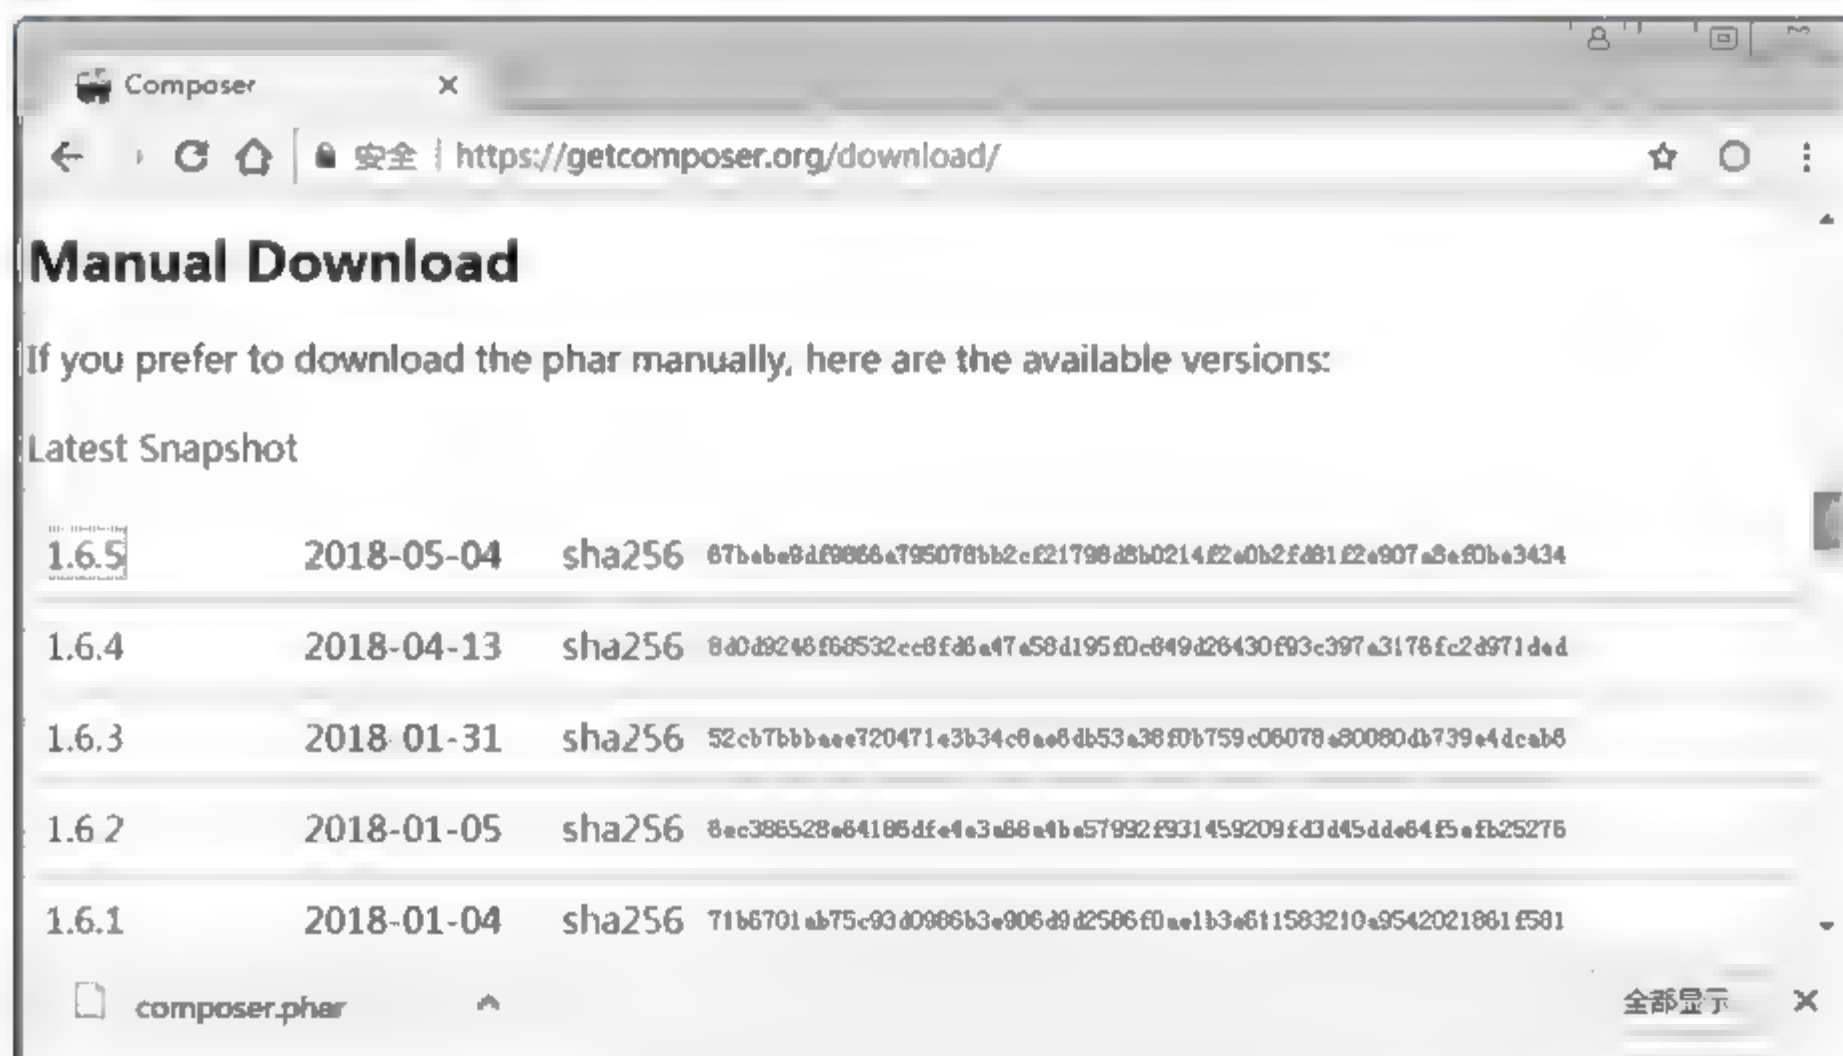 Composer
安全 https://getcomposer.org/download/
Manual Download
If you prefer to download the phar manually, here are the available versions:
Latest Snapshot
1.6.5 2018-05-04 sha256
1.6.4 2018-04-13 sha256
1.6.3 2018-01-31 sha256
1.6.2 2018-01-05 sha256
1.6.1 2018-01-04 sha256
composer.phar 全部显示